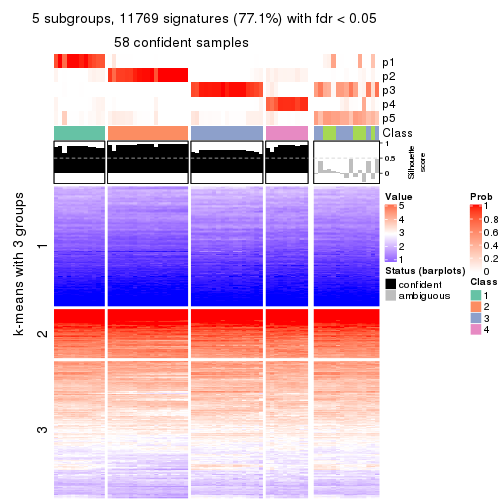 5 subgroups, 11769 signatures (77.1%) with fdr < 0.05
58 confident samples
p1
p2
p3
p4
p5
Class
1
0.5
0
Silhouette
score
k-means with 3 groups
1
2
3
Value
5
4
3
2
1
Status (barplots)
confident
ambiguous
Prob
1
0.8
0.6
0.4
0.2
0
Class
1
2
3
4